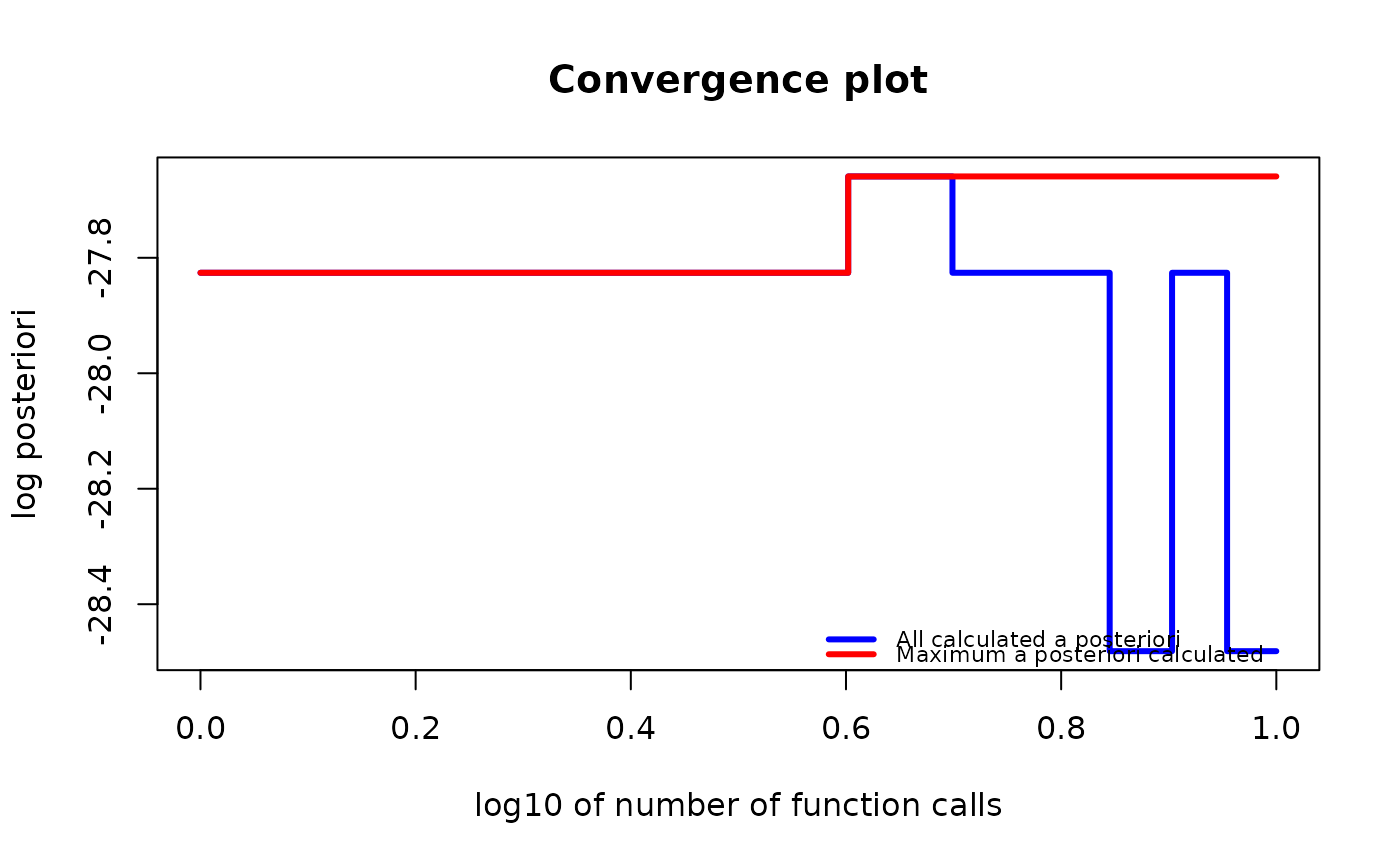 Convergence plot
log posteriori
-27.8
-28.0
-28.2
-28.4
All calculated a posteriori
Maximum a posteriori calculated
0.0 0.2 0.4 0.6 0.8 1.0
log10 of number of function calls